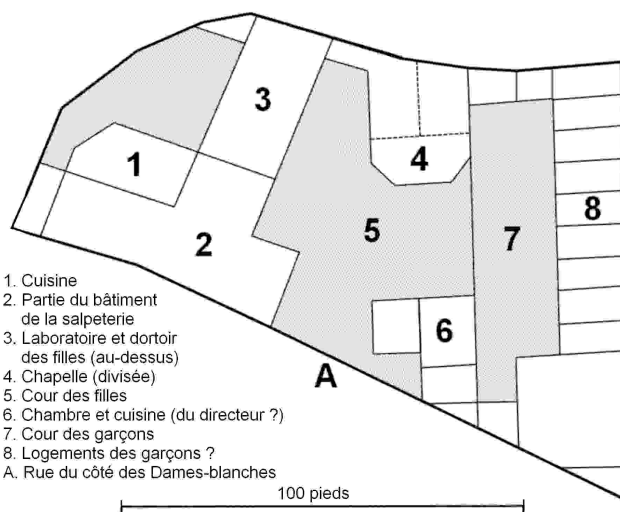 3
1
4
2
5
7
8
6
A
1. Cuisine
2. Partie du bâtiment
de la salpeterie
3. Laboratoire et dortoir
des filles (au-dessus)
4. Chapelle (divisée)
5. Cour des filles
6. Chambre et cuisine (du directeur ?)
7. Cour des garçons
8. Logements des garçons ?
A. Rue du côté des Dames-blanches
100 pieds